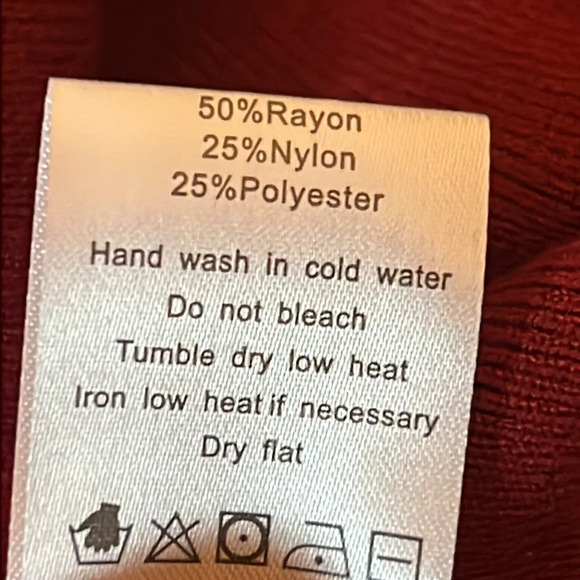 50%Rayon
25%Nylon
25%Polyester
Hand wash in cold water
Do not bleach
Tumble dry low heat
Iron low heat if necessary
Dry flat